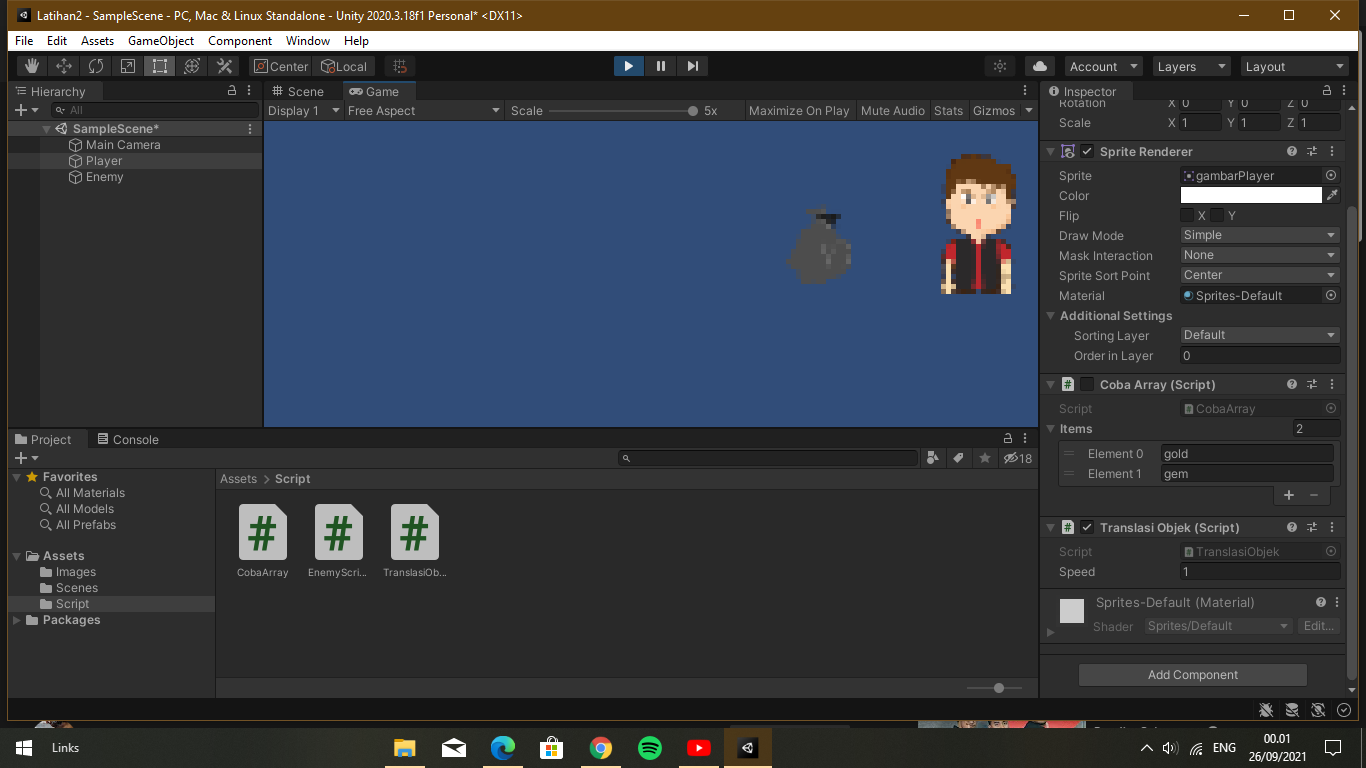 Latihan2 - SampleScene - PC, Mac & Linux Standalone - Unity 2020.3.18f1 Personal* <DX11>
File Edit Assets GameObject Component Window Help
Center Local Account Layers Layout
Hierarchy
All
SampleScene*
Main Camera
Player
Enemy
Scene Game
Display 1 Free Aspect Scale 5x Maximize On Play Mute Audio Stats Gizmos
Inspector
Rotation X 0 Y 0 Z 0
Scale X 1 Y 1 Z 1
Sprite Renderer
Sprite gambarPlayer
Color
Flip X Y
Draw Mode Simple
Mask Interaction None
Sprite Sort Point Center
Material Sprites-Default
Additional Settings
Sorting Layer Default
Order in Layer 0
# Coba Array (Script)
Script # CobaArray
Items 2
Element 0 gold
Element 1 gem
+ -
# Translasi Objek (Script)
Script # TranslasiObjek
Speed 1
Sprites-Default (Material)
Shader Sprites/Default Edit...
Add Component
Project Console
18
Favorites
All Materials
All Models
All Prefabs
Assets
Images
Scenes
Script
Packages
Assets > Script
# # #
CobaArray EnemyScri... TranslasiOb...
Links
ENG
00.01
26/09/2021